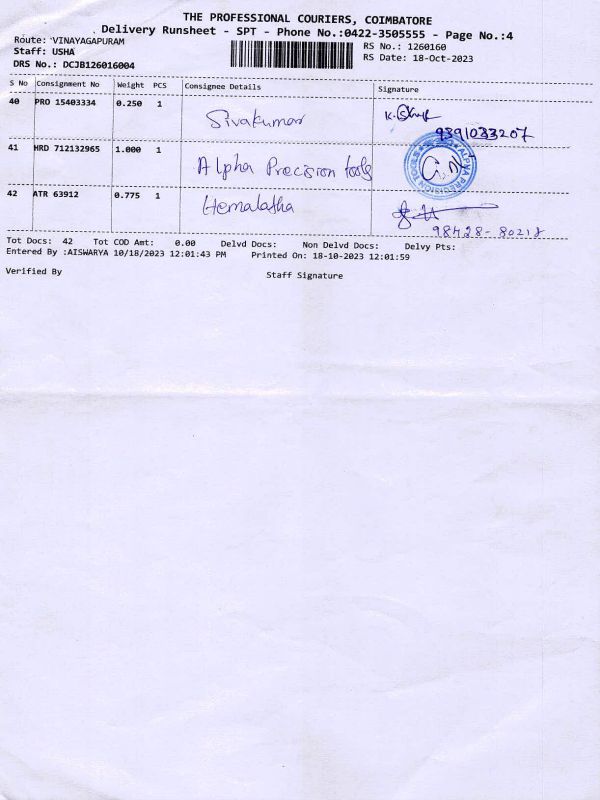 THE PROFESSIONAL COURIERS, COIMBATORE
Delivery Runsheet - SPT - Phone No.:0422-3505555 - Page No.:4
Route: VINAYAGAPURAM
RS No.: 1260160
Staff: USHA
RS Date: 18-Oct-2023
DRS No.: DCJB126016004
S No Consignment No Weight PCS Consignee Details Signature
40 PRO 15403334 0.250 1 Sivakumar
9391033207
41 HRD 712132965 1.000 1 Alpha Precision tools
ALPHA PRECISION TOOLS
42 ATR 63912 0.775 1 Hemalatha
98428-80218
Tot Docs: 42 Tot COD Amt: 0.00 Delvd Docs: Non Delvd Docs: Delvy Pts:
Entered By :AISWARYA 10/18/2023 12:01:43 PM Printed On: 18-10-2023 12:01:59
Verified By Staff Signature